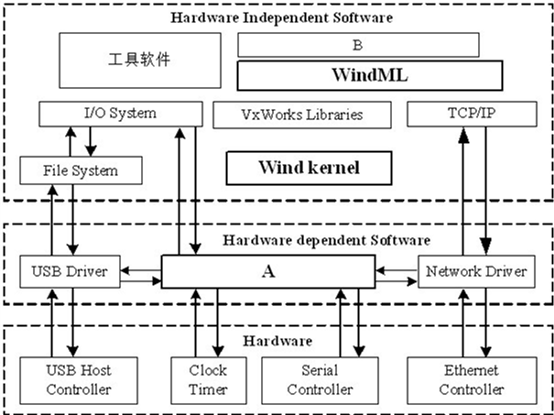 Hardware Independent Software
工具软件
B
WindML
I/O System
VxWorks Libraries
TCP/IP
File System
Wind kernel
Hardware dependent Software
USB Driver
A
Network Driver
Hardware
USB Host
Controller
Clock
Timer
Serial
Controller
Ethernet
Controller